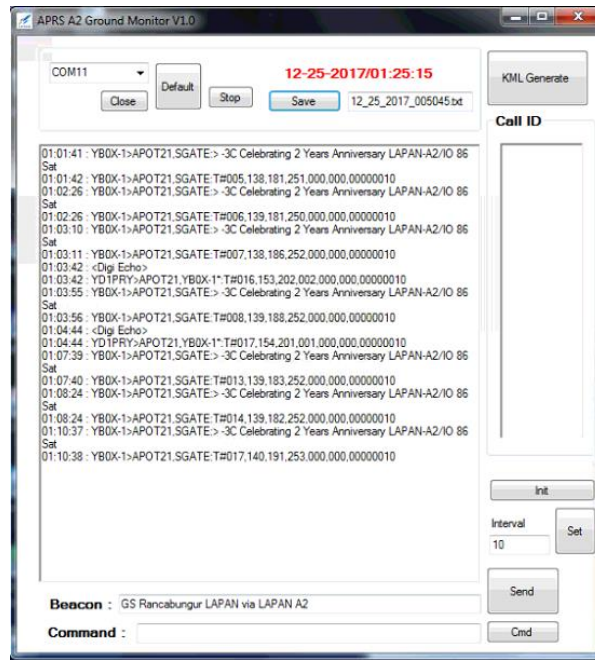 APRS A2 Ground Monitor V1.0
COM11
Default
Close
Stop
12-25-2017/01:25:15
Save
12_25_2017_005045.txt
KML Generate
Call ID
01:01:41 : YB0X-1>APOT21,SGATE:> -3C Celebrating 2 Years Anniversary LAPAN-A2/IO 86
Sat
01:01:42 : YB0X-1>APOT21,SGATE:T#005,138,181,251,000,000,00000010
01:02:26 : YB0X-1>APOT21,SGATE:> -3C Celebrating 2 Years Anniversary LAPAN-A2/IO 86
Sat
01:02:26 : YB0X-1>APOT21,SGATE:T#006,139,181,250,000,000,00000010
01:03:10 : YB0X-1>APOT21,SGATE:> -3C Celebrating 2 Years Anniversary LAPAN-A2/IO 86
Sat
01:03:11 : YB0X-1>APOT21,SGATE:T#007,138,186,252,000,000,00000010
01:03:42 : <Digi Echo>
01:03:42 : YD1PRY>APOT21,YB0X-1*:T#016,153,202,002,000,000,00000010
01:03:55 : YB0X-1>APOT21,SGATE:> -3C Celebrating 2 Years Anniversary LAPAN-A2/IO 86
Sat
01:03:56 : YB0X-1>APOT21,SGATE:T#008,139,188,252,000,000,00000010
01:04:44 : <Digi Echo>
01:04:44 : YD1PRY>APOT21,YB0X-1*:T#017,154,201,001,000,000,00000010
01:07:39 : YB0X-1>APOT21,SGATE:> -3C Celebrating 2 Years Anniversary LAPAN-A2/IO 86
Sat
01:07:40 : YB0X-1>APOT21,SGATE:T#013,139,183,252,000,000,00000010
01:08:24 : YB0X-1>APOT21,SGATE:> -3C Celebrating 2 Years Anniversary LAPAN-A2/IO 86
Sat
01:08:24 : YB0X-1>APOT21,SGATE:T#014,139,182,252,000,000,00000010
01:10:37 : YB0X-1>APOT21,SGATE:> -3C Celebrating 2 Years Anniversary LAPAN-A2/IO 86
Sat
01:10:38 : YB0X-1>APOT21,SGATE:T#017,140,191,253,000,000,00000010
Init
Interval
10
Set
Send
Beacon : GS Rancabungur LAPAN via LAPAN A2
Command :
Cmd